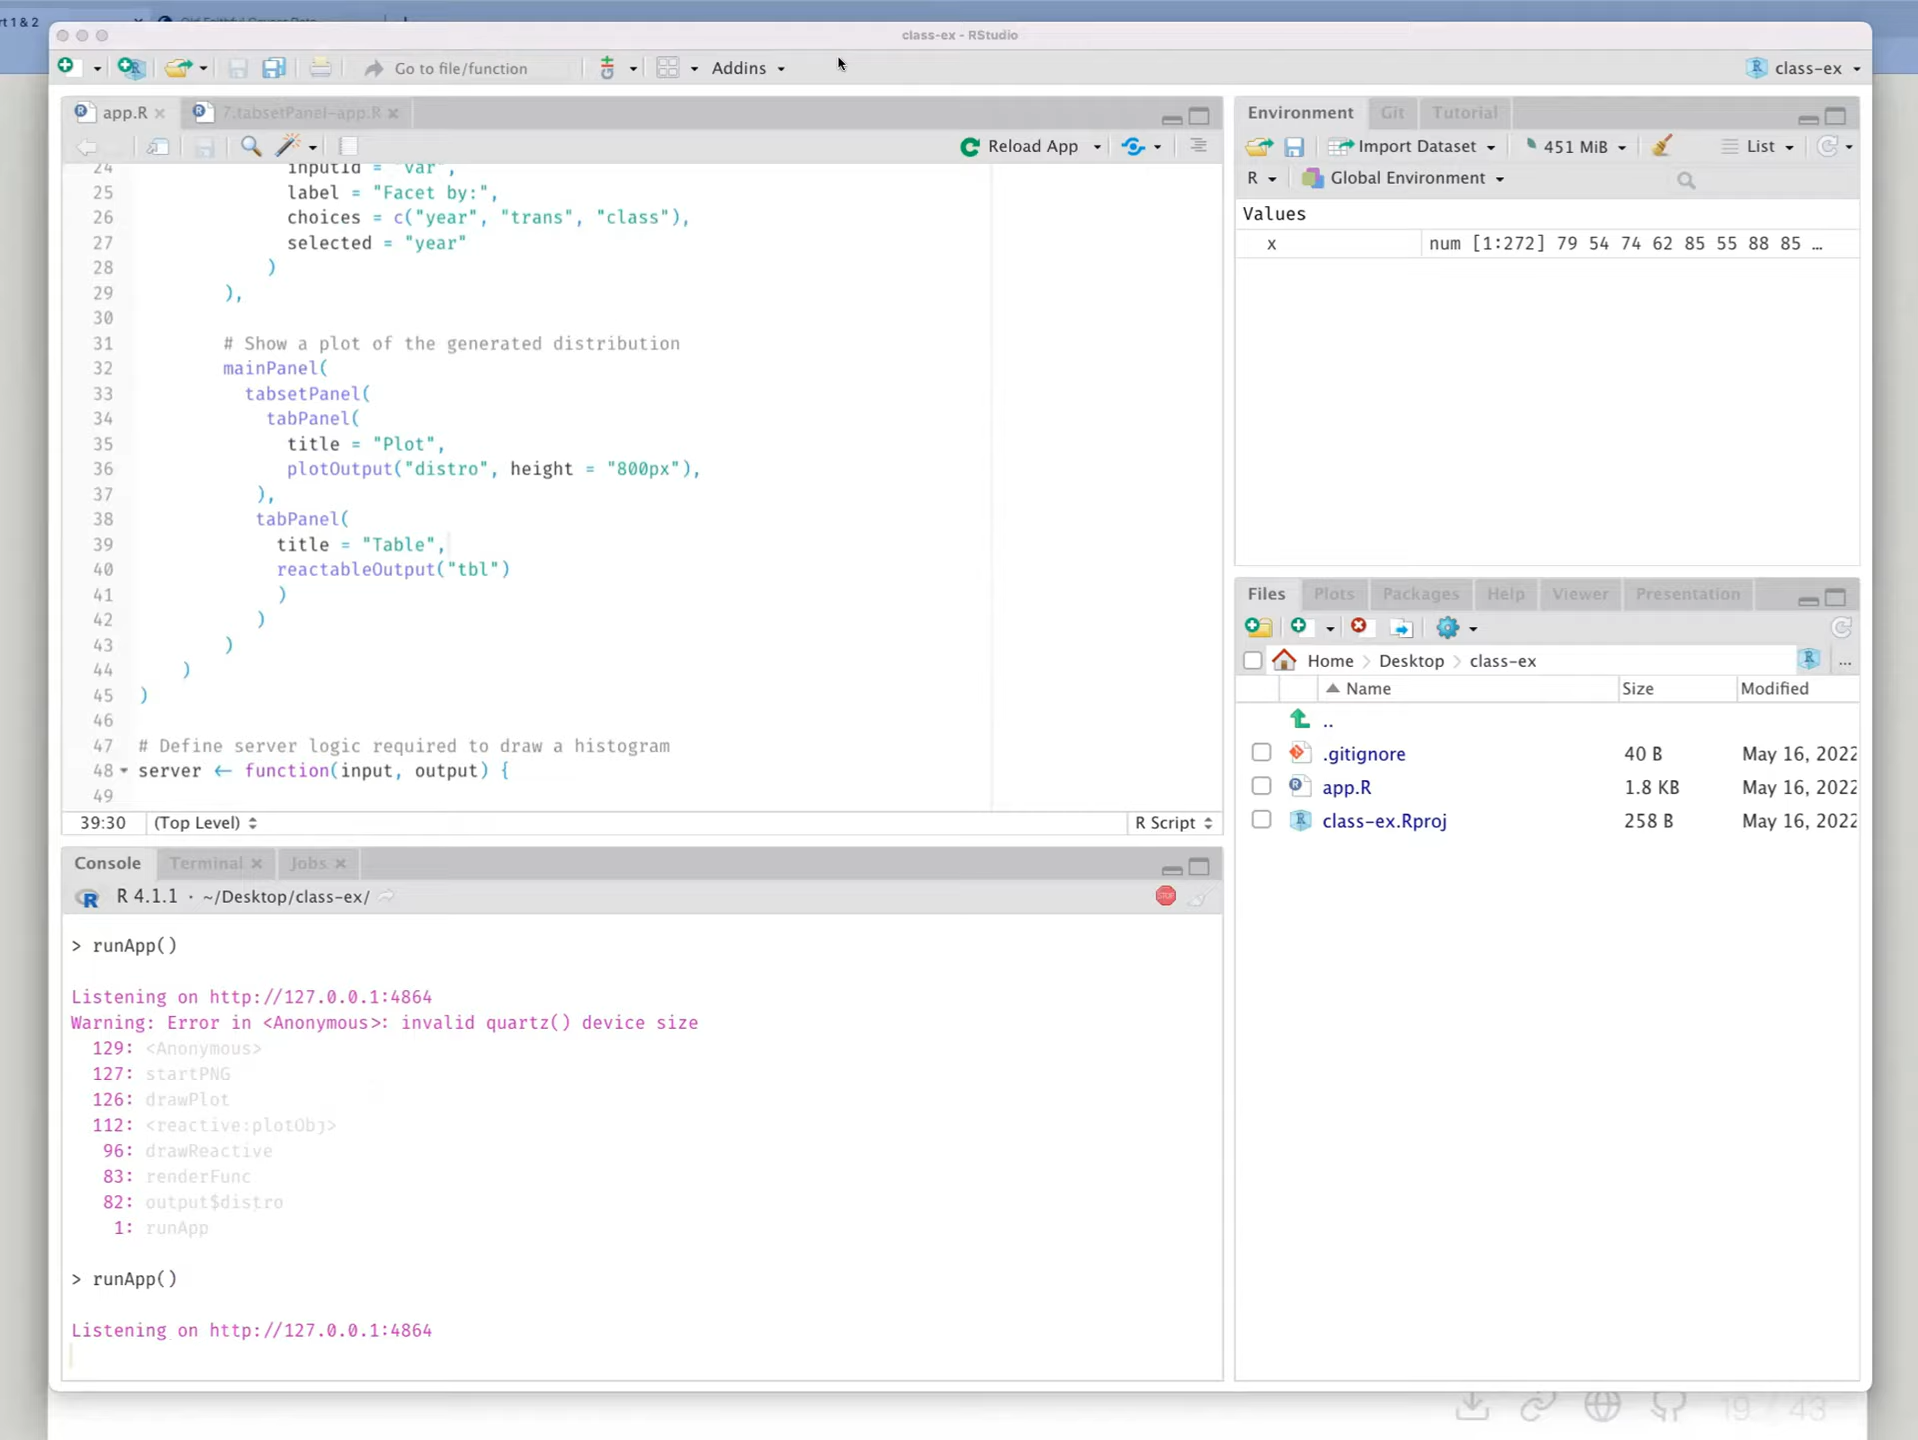 rt 1 & 2
Old Faithful Geyser Data
class-ex - RStudio
Go to file/function
Addins
class-ex
app.R
7.tabsetPanel-app.R
Reload App
24 inputId = "var",
25 label = "Facet by:",
26 choices = c("year", "trans", "class"),
27 selected = "year"
28 )
29 ),
30
31 # Show a plot of the generated distribution
32 mainPanel(
33 tabsetPanel(
34 tabPanel(
35 title = "Plot",
36 plotOutput("distro", height = "800px"),
37 ),
38 tabPanel(
39 title = "Table",
40 reactableOutput("tbl")
41 )
42 )
43 )
44 )
45 )
46
47 # Define server logic required to draw a histogram
48 server ← function(input, output) {
49
39:30 (Top Level) R Script
Console Terminal Jobs
R 4.1.1 · ~/Desktop/class-ex/
STOP
> runApp()
Listening on http://127.0.0.1:4864
Warning: Error in <Anonymous>: invalid quartz() device size
129: <Anonymous>
127: startPNG
126: drawPlot
112: <reactive:plotObj>
96: drawReactive
83: renderFunc
82: output$distro
1: runApp
> runApp()
Listening on http://127.0.0.1:4864
Environment Git Tutorial
Import Dataset 451 MiB List
R Global Environment
Values
x num [1:272] 79 54 74 62 85 55 88 85 …
Files Plots Packages Help Viewer Presentation
Home Desktop class-ex ...
Name Size Modified
..
.gitignore 40 B May 16, 2022
app.R 1.8 KB May 16, 2022
class-ex.Rproj 258 B May 16, 2022
19 / 43